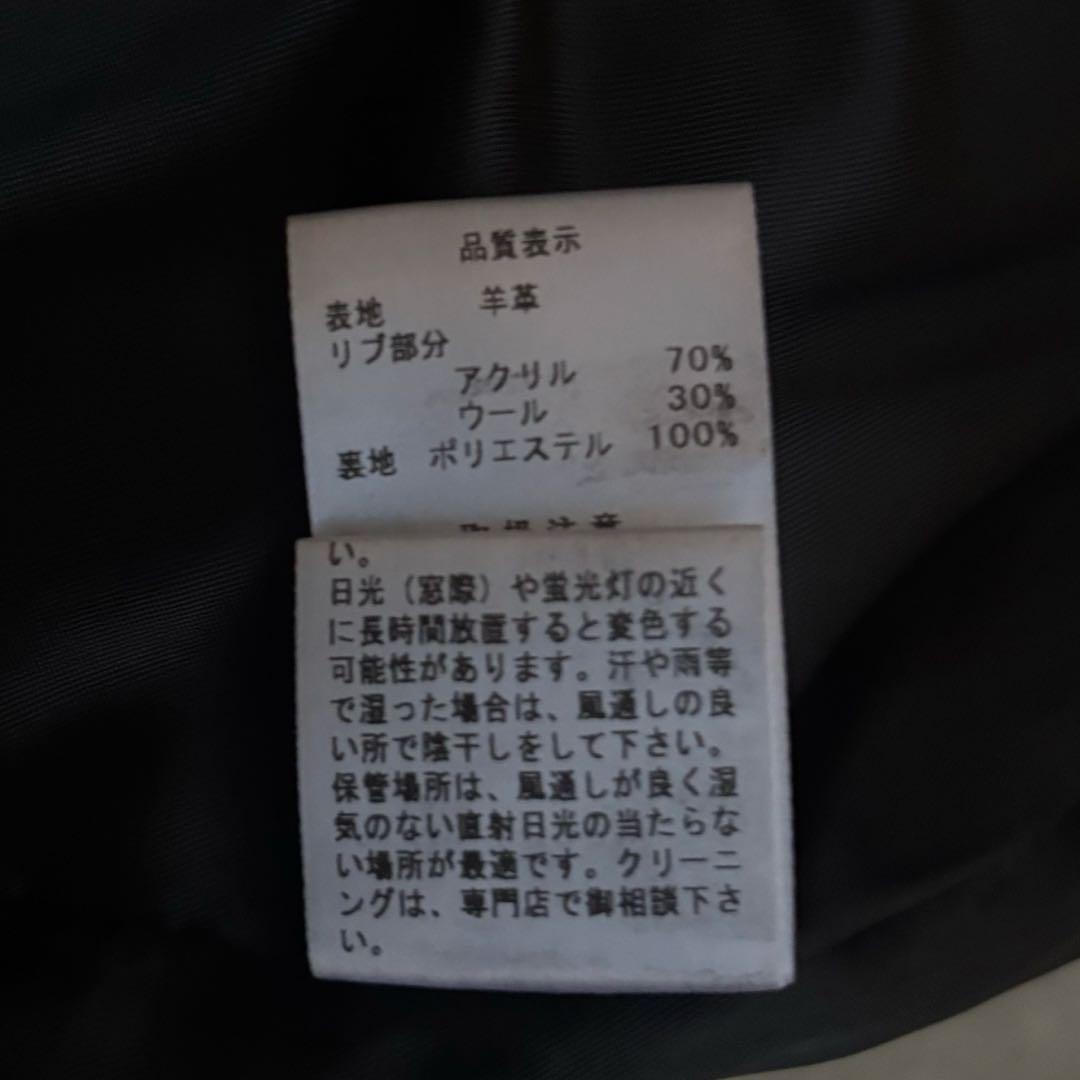 品質表示
表地 羊革
リブ部分
アクリル 70%
ウール 30%
裏地 ポリエステル 100%
取扱注意
い。
日光（窓際）や蛍光灯の近く
に長時間放置すると変色する
可能性があります。汗や雨等
で湿った場合は、風通しの良
い所で陰干しをして下さい。
保管場所は、風通しが良く湿
気のない直射日光の当たらな
い場所が最適です。クリーニ
ングは、専門店で御相談下さ
い。